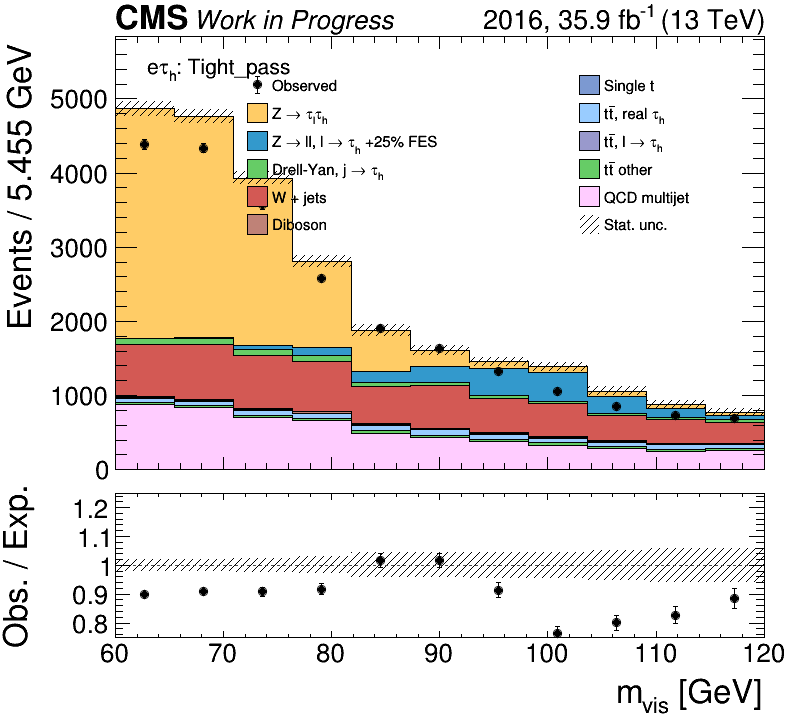 CMS Work in Progress 2016, 35.9 fb⁻¹ (13 TeV)
eτₕ: Tight_pass
Observed
Z → τₗτₕ
Z → ll, l → τₕ +25% FES
Drell-Yan, j → τₕ
W + jets
Diboson
Single t
tt̄, real τₕ
tt̄, l → τₕ
tt̄ other
QCD multijet
Stat. unc.
Events / 5.455 GeV
5000
4000
3000
2000
1000
0
Obs. / Exp.
1.2
1.1
1
0.9
0.8
60 70 80 90 100 110 120
m_vis [GeV]